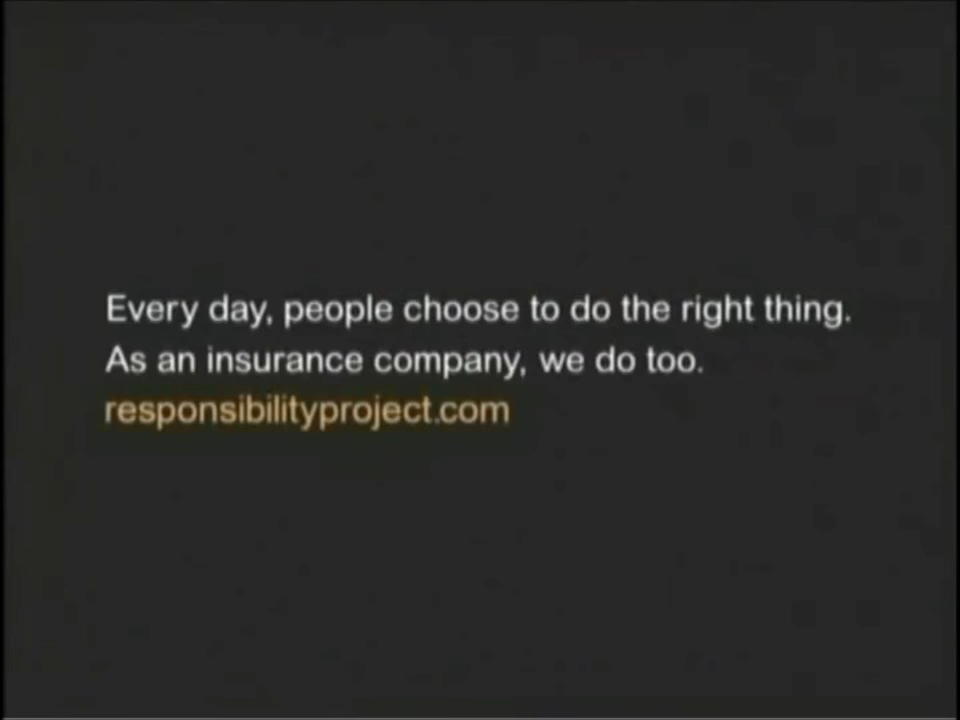 Every day, people choose to do the right thing.
As an insurance company, we do too.
responsibilityproject.com